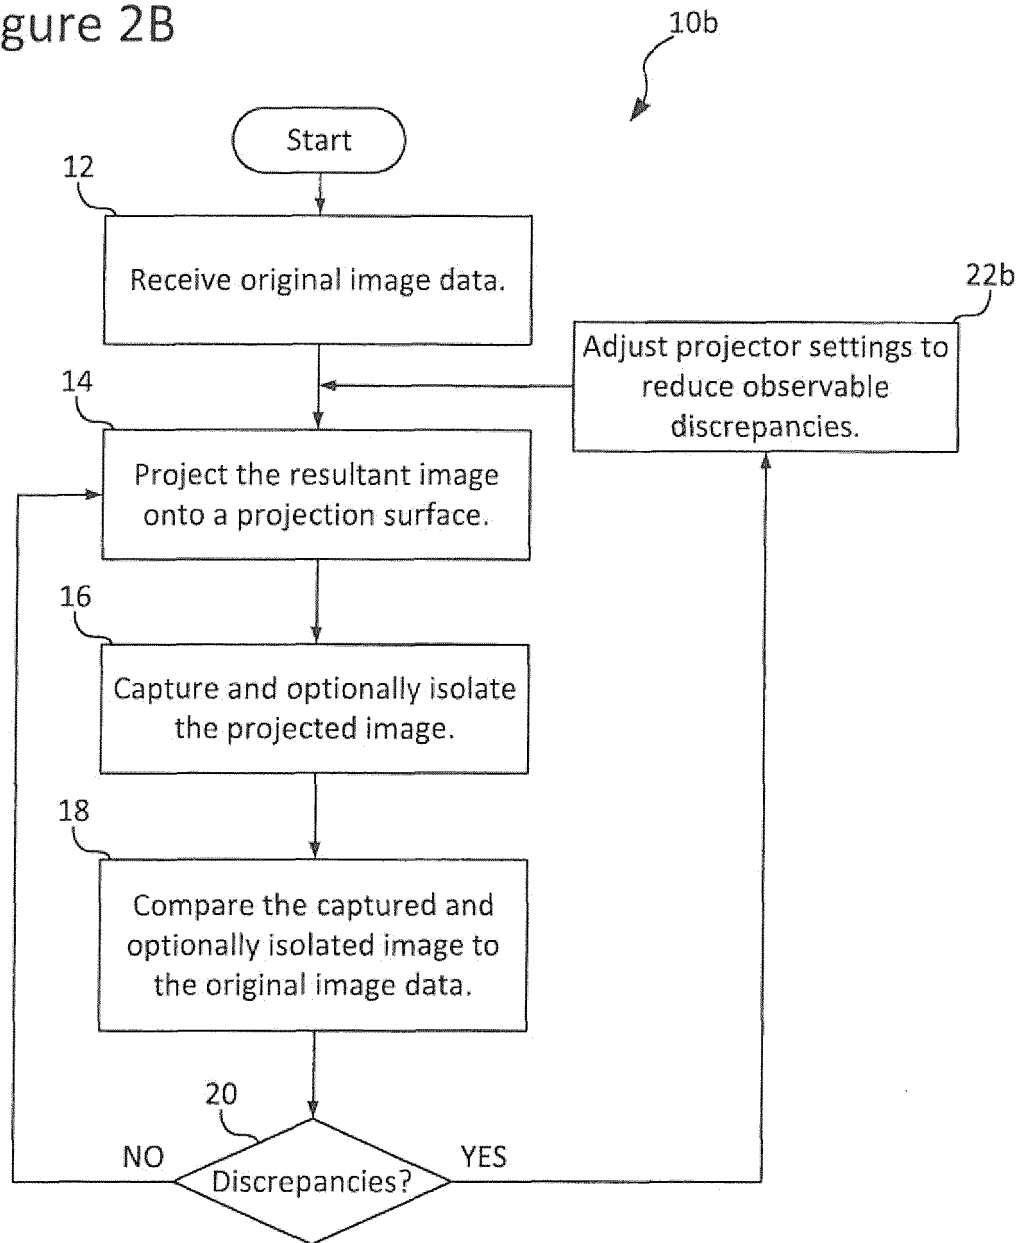 gure 2B
10b
Start
12
Receive original image data.
22b
Adjust projector settings to
reduce observable
discrepancies.
14
Project the resultant image
onto a projection surface.
16
Capture and optionally isolate
the projected image.
18
Compare the captured and
optionally isolated image to
the original image data.
20
NO
YES
Discrepancies?